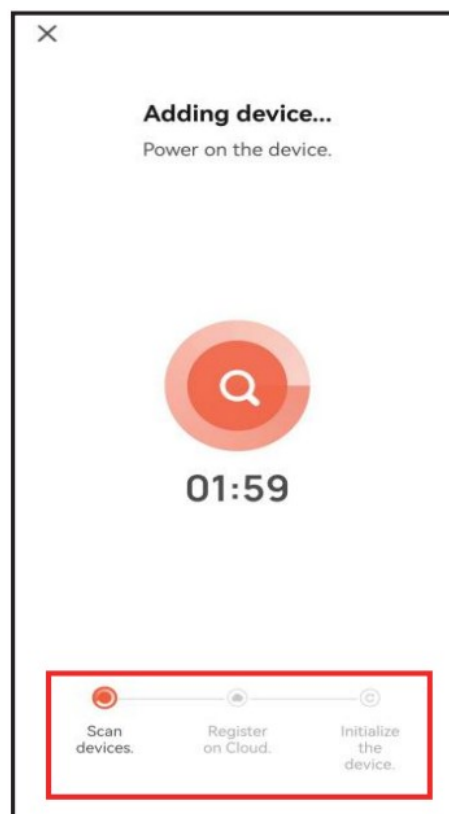 Adding device...
Power on the device.
01:59
Scan
devices.
Register
on Cloud.
Initialize
the
device.